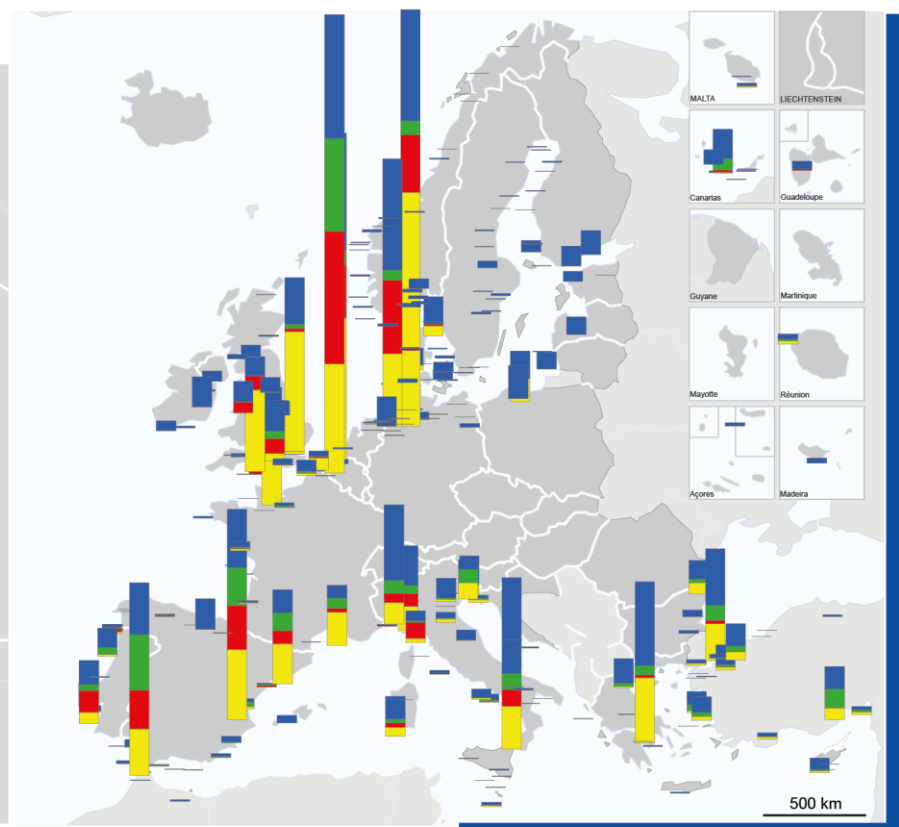 MALTA
LIECHTENSTEIN
Canarias
Guadeloupe
Guyane
Martinique
Mayotte
Réunion
Açores
Madeira
500 km